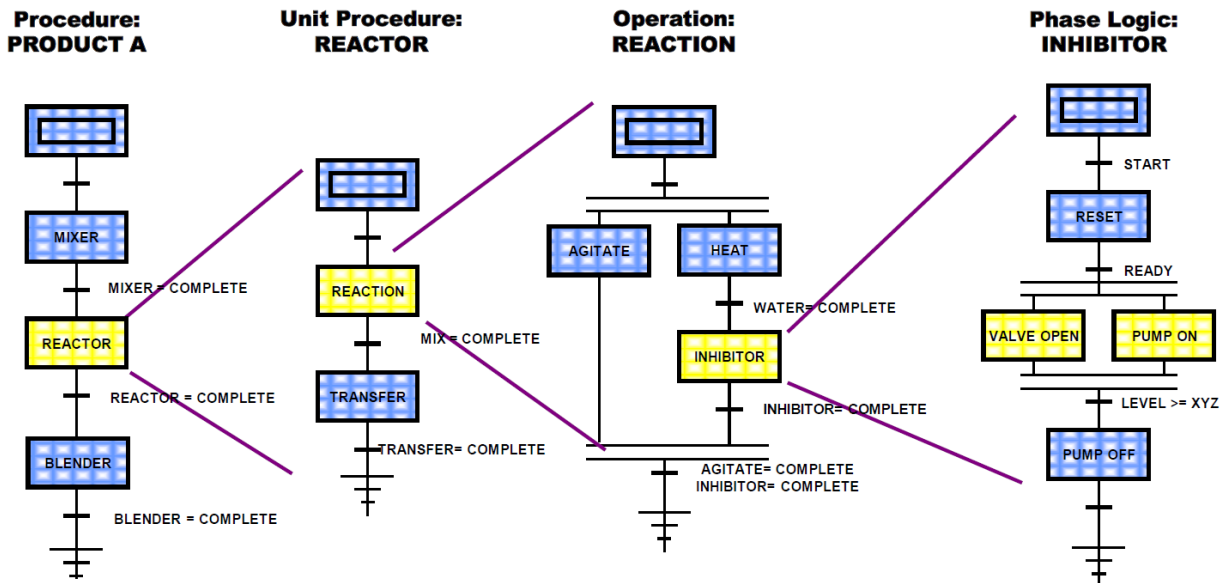 Procedure:
PRODUCT A
MIXER
MIXER = COMPLETE
REACTOR
REACTOR = COMPLETE
BLENDER
BLENDER = COMPLETE
Unit Procedure:
REACTOR
REACTION
MIX= COMPLETE
TRANSFER
TRANSFER= COMPLETE
Operation:
REACTION
AGITATE
HEAT
WATER= COMPLETE
INHIBITOR
INHIBITOR= COMPLETE
AGITATE= COMPLETE
INHIBITOR= COMPLETE
Phase Logic:
INHIBITOR
START
RESET
READY
VALVE OPEN
PUMP ON
LEVEL >= XYZ
PUMP OFF